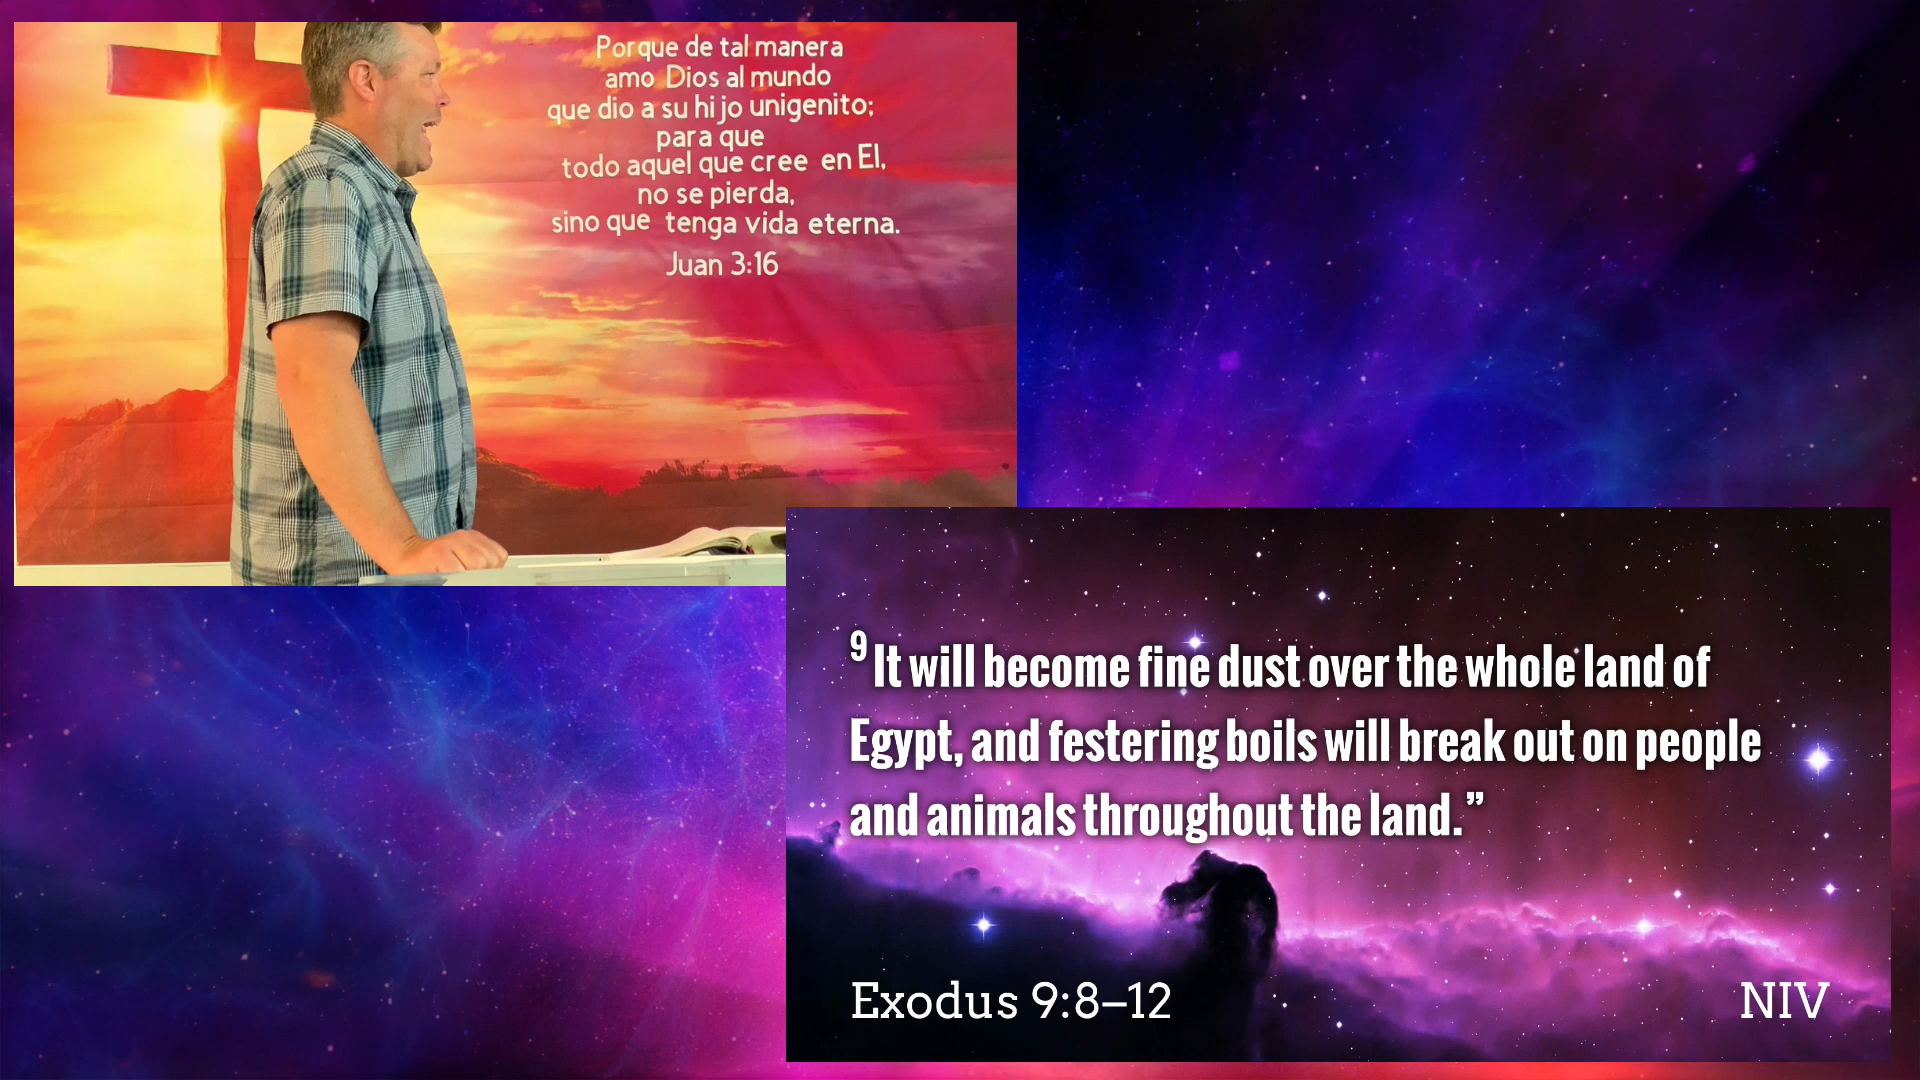 Porque de tal manera
amo Dios al mundo
que dio a su hijo unigenito;
para que
todo aquel que cree en El,
no se pierda,
sino que tenga vida eterna.
Juan 3:16
9 It will become fine dust over the whole land of
Egypt, and festering boils will break out on people
and animals throughout the land.”
Exodus 9:8–12
NIV